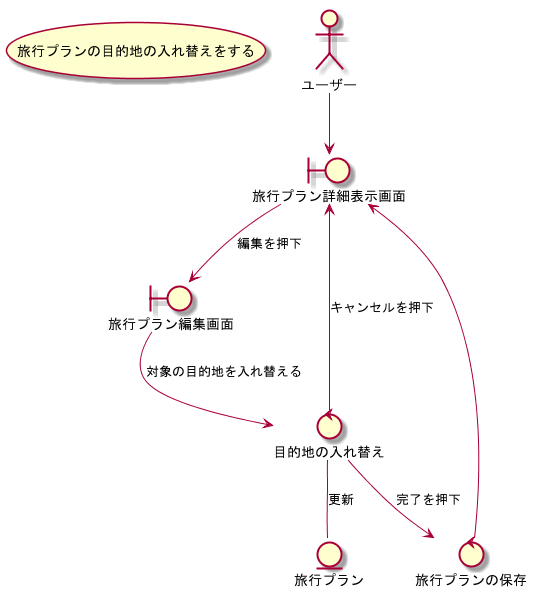 旅行プランの目的地の入れ替えをする
ユーザー
旅行プラン詳細表示画面
編集を押下
旅行プラン編集画面
キャンセルを押下
対象の目的地を入れ替える
目的地の入れ替え
更新
完了を押下
旅行プラン
旅行プランの保存